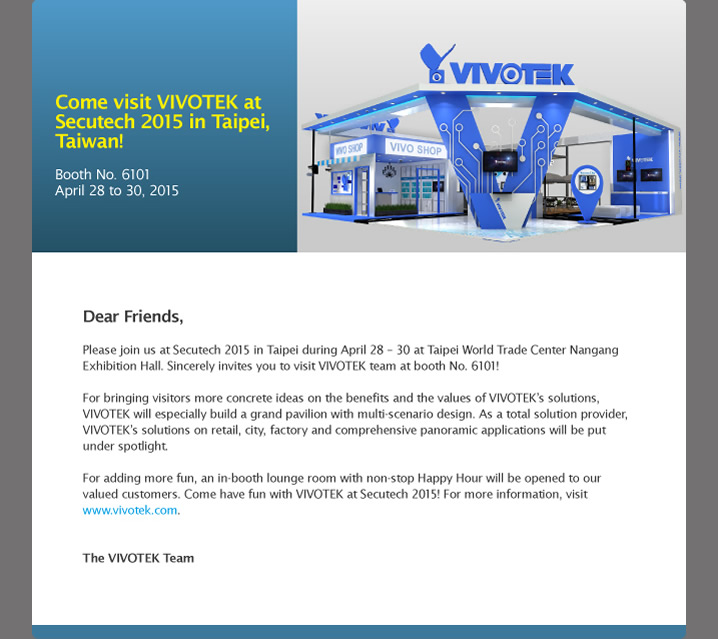 Come visit VIVOTEK at
Secutech 2015 in Taipei,
Taiwan!
Booth No. 6101
April 28 to 30, 2015
VIVOTEK
VIVO SHOP
VIVO SHOP
VIVOTEK
Dear Friends,
Please join us at Secutech 2015 in Taipei during April 28 – 30 at Taipei World Trade Center Nangang
Exhibition Hall. Sincerely invites you to visit VIVOTEK team at booth No. 6101!
For bringing visitors more concrete ideas on the benefits and the values of VIVOTEK's solutions,
VIVOTEK will especially build a grand pavilion with multi-scenario design. As a total solution provider,
VIVOTEK's solutions on retail, city, factory and comprehensive panoramic applications will be put
under spotlight.
For adding more fun, an in-booth lounge room with non-stop Happy Hour will be opened to our
valued customers. Come have fun with VIVOTEK at Secutech 2015! For more information, visit
www.vivotek.com.
The VIVOTEK Team